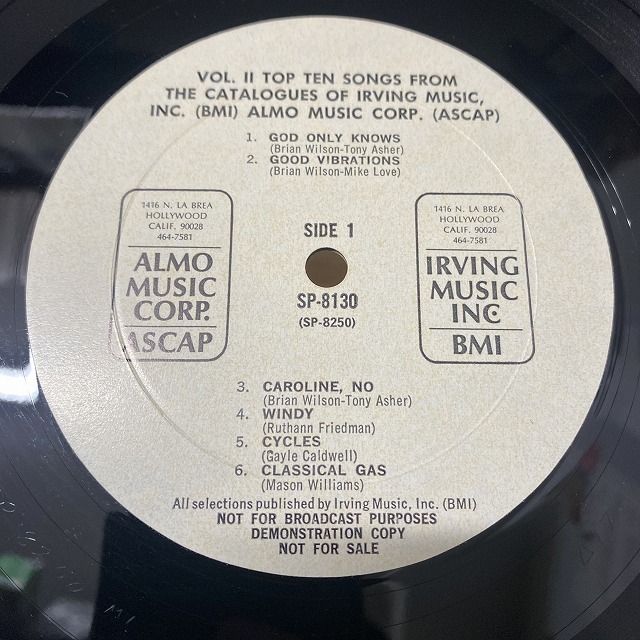 VOL. II TOP TEN SONGS FROM
THE CATALOGUES OF IRVING MUSIC,
INC. (BMI) ALMO MUSIC CORP. (ASCAP)
1. GOD ONLY KNOWS
(Brian Wilson-Tony Asher)
2. GOOD VIBRATIONS
(Brian Wilson-Mike Love)
1416 N. LA BREA
HOLLYWOOD
CALIF. 90028
464-7581
ALMO
MUSIC
CORP.
ASCAP
SIDE 1
SP-8130
(SP-8250)
1416 N. LA BREA
HOLLYWOOD
CALIF. 90028
464-7581
IRVING
MUSIC
INC
BMI
3. CAROLINE, NO
(Brian Wilson-Tony Asher)
4. WINDY
(Ruthann Friedman)
5. CYCLES
(Gayle Caldwell)
6. CLASSICAL GAS
(Mason Williams)
All selections published by Irving Music, Inc. (BMI)
NOT FOR BROADCAST PURPOSES
DEMONSTRATION COPY
NOT FOR SALE